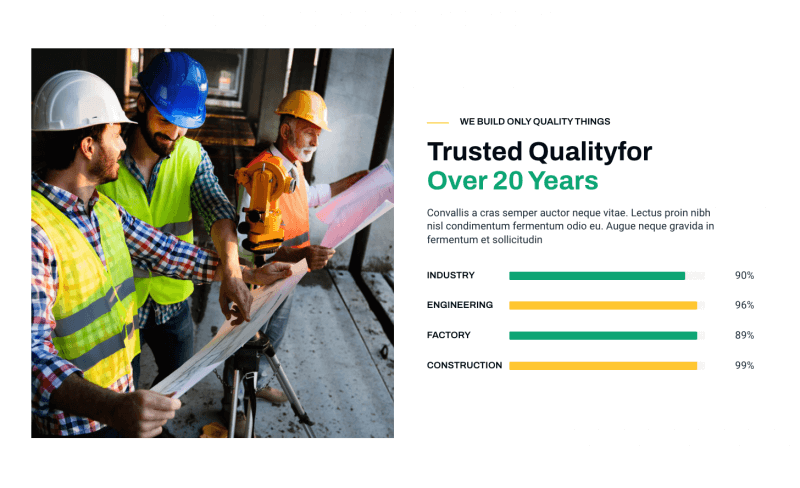 WE BUILD ONLY QUALITY THINGS
Trusted Qualityfor
Over 20 Years
Convallis a cras semper auctor neque vitae. Lectus proin nibh
nisl condimentum fermentum odio eu. Augue neque gravida in
fermentum et sollicitudin
INDUSTRY 90%
ENGINEERING 96%
FACTORY 89%
CONSTRUCTION 99%